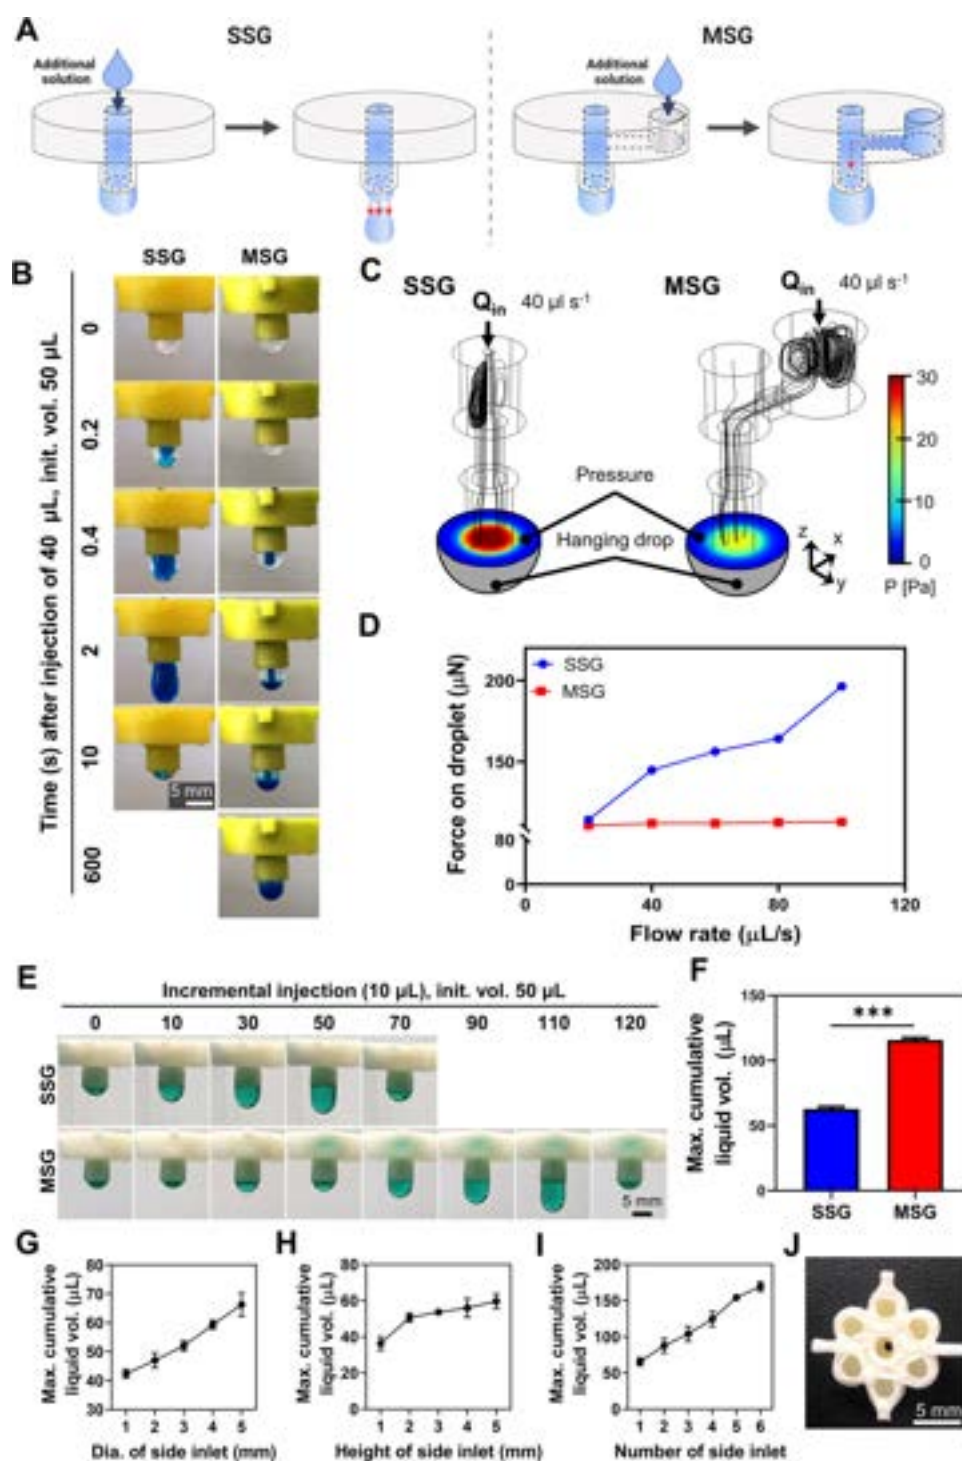 A
SSG
MSG
Additional
solution
Additional
solution
B
SSG
MSG
Time (s) after injection of 40 μL, init. vol. 50 μL
0
0.2
0.4
2
10
600
5 mm
C
SSG
MSG
Qin 40 µl s-1
Qin 40 µl s-1
Pressure
Hanging drop
z
x
y
30
20
10
0
P [Pa]
D
Force on droplet (μN)
200
150
80
0
SSG
MSG
0 40 80 120
Flow rate (μL/s)
E
Incremental injection (10 μL), init. vol. 50 μL
0 10 30 50 70 90 110 120
SSG
MSG
5 mm
F
Max. cumulative
liquid vol. (μL)
150
100
50
0
***
SSG MSG
G
Max. cumulative
liquid vol. (μL)
80
70
60
50
40
30
1 2 3 4 5
Dia. of side inlet (mm)
H
Max. cumulative
liquid vol. (μL)
80
60
40
20
0
1 2 3 4 5
Height of side inlet (mm)
I
Max. cumulative
liquid vol. (μL)
200
150
100
50
0
1 2 3 4 5 6
Number of side inlet
J
5 mm